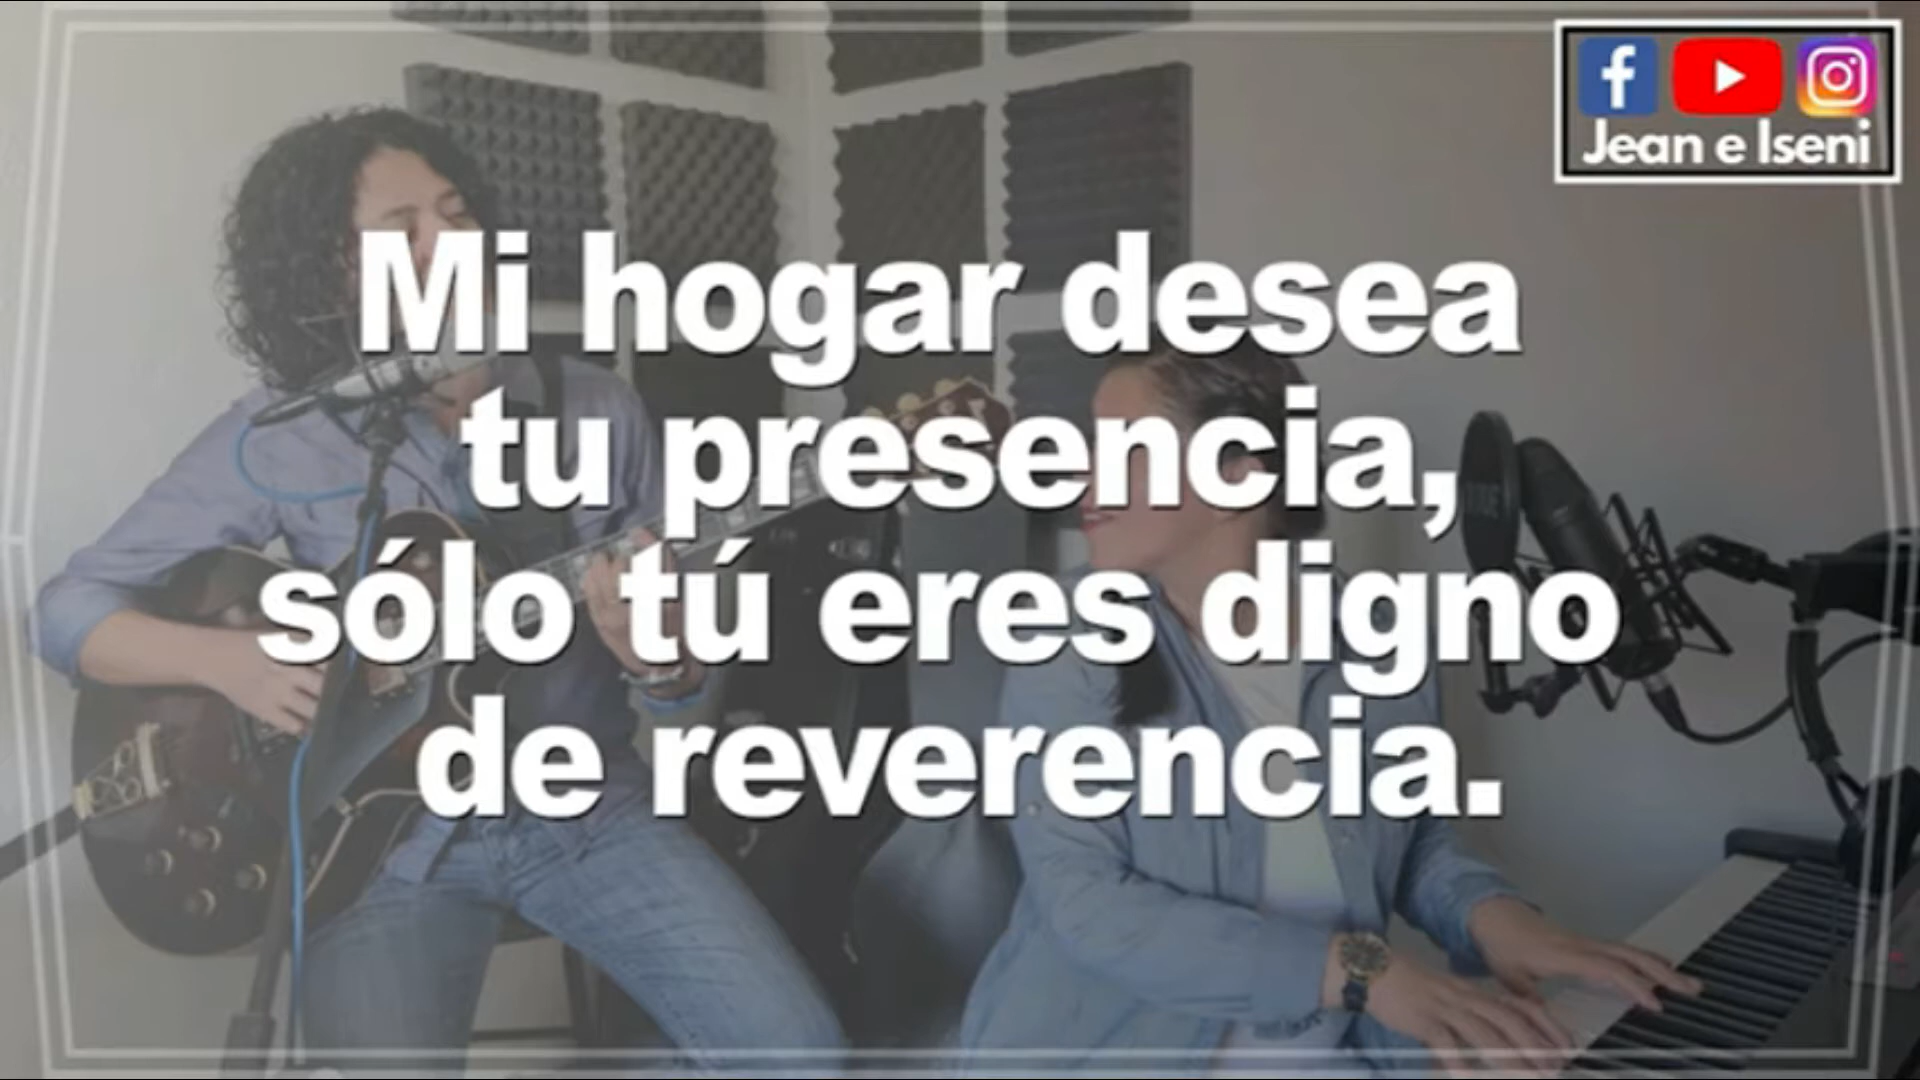 Jean e Iseni
Mi hogar desea
tu presencia,
sólo tú eres digno
de reverencia.